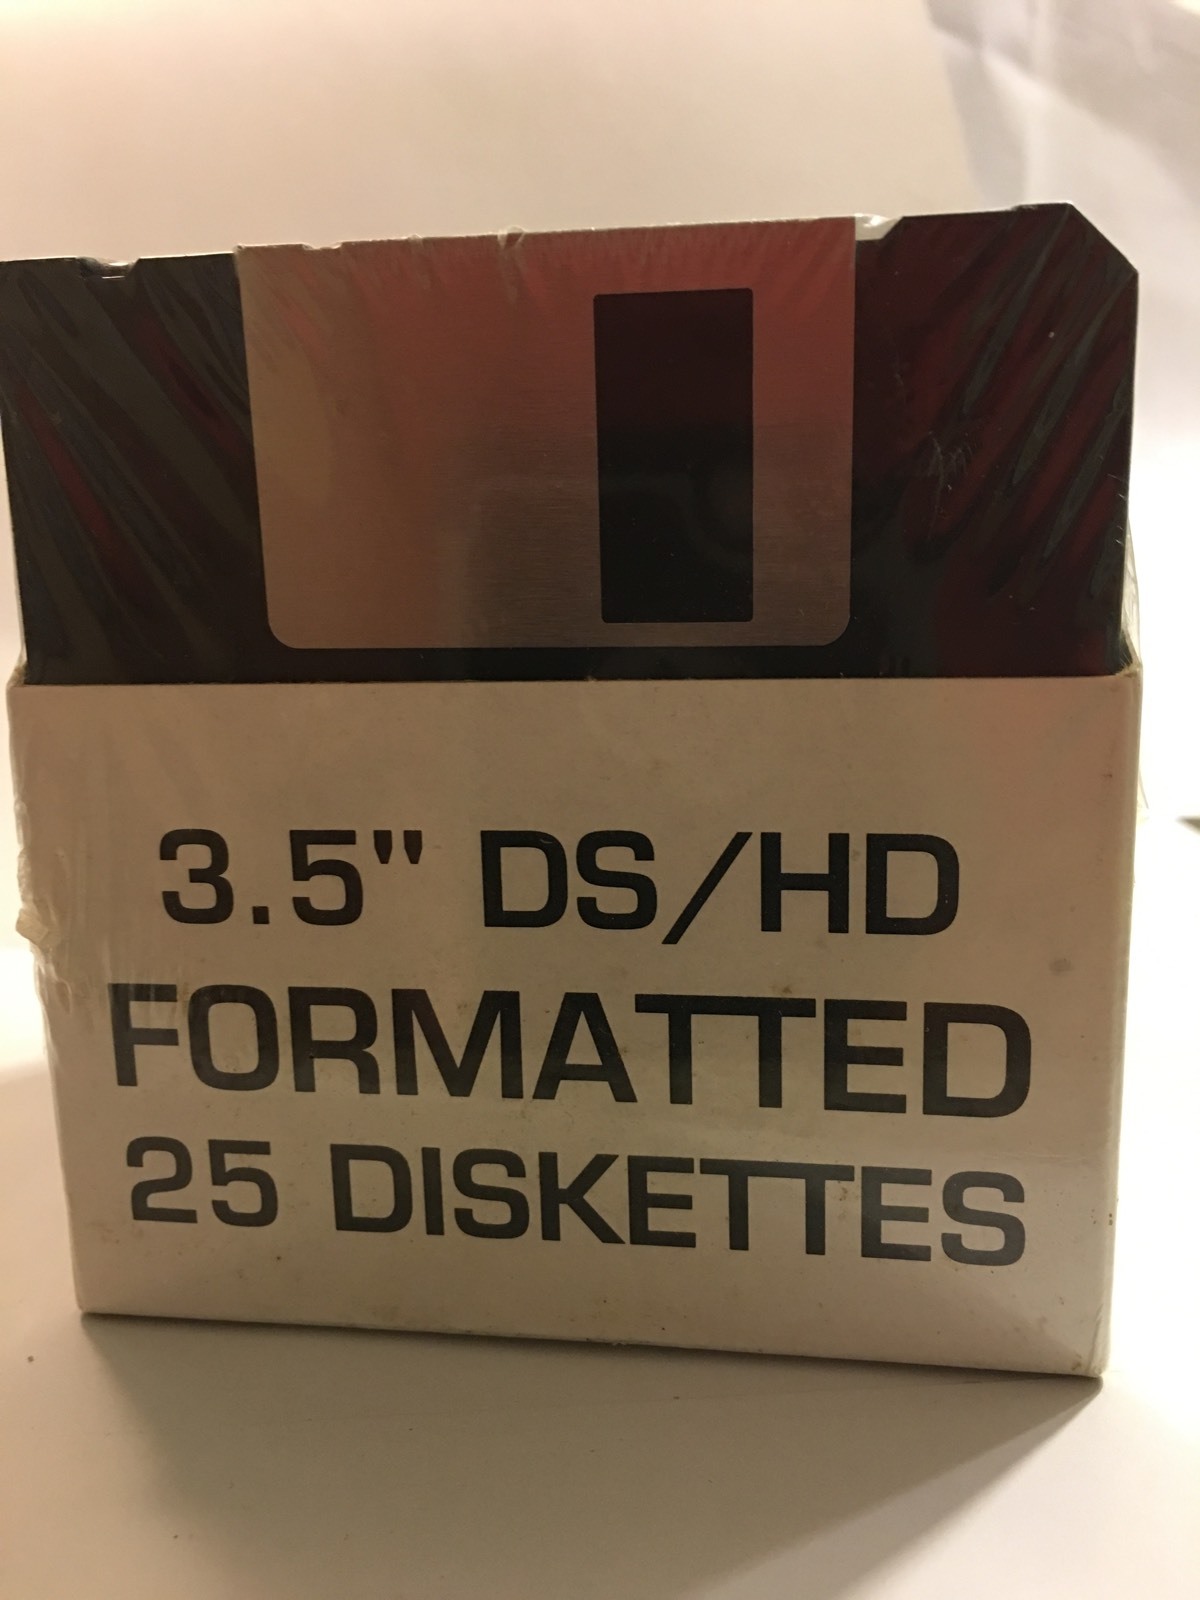 3.5" DS/HD
FORMATTED
25 DISKETTES